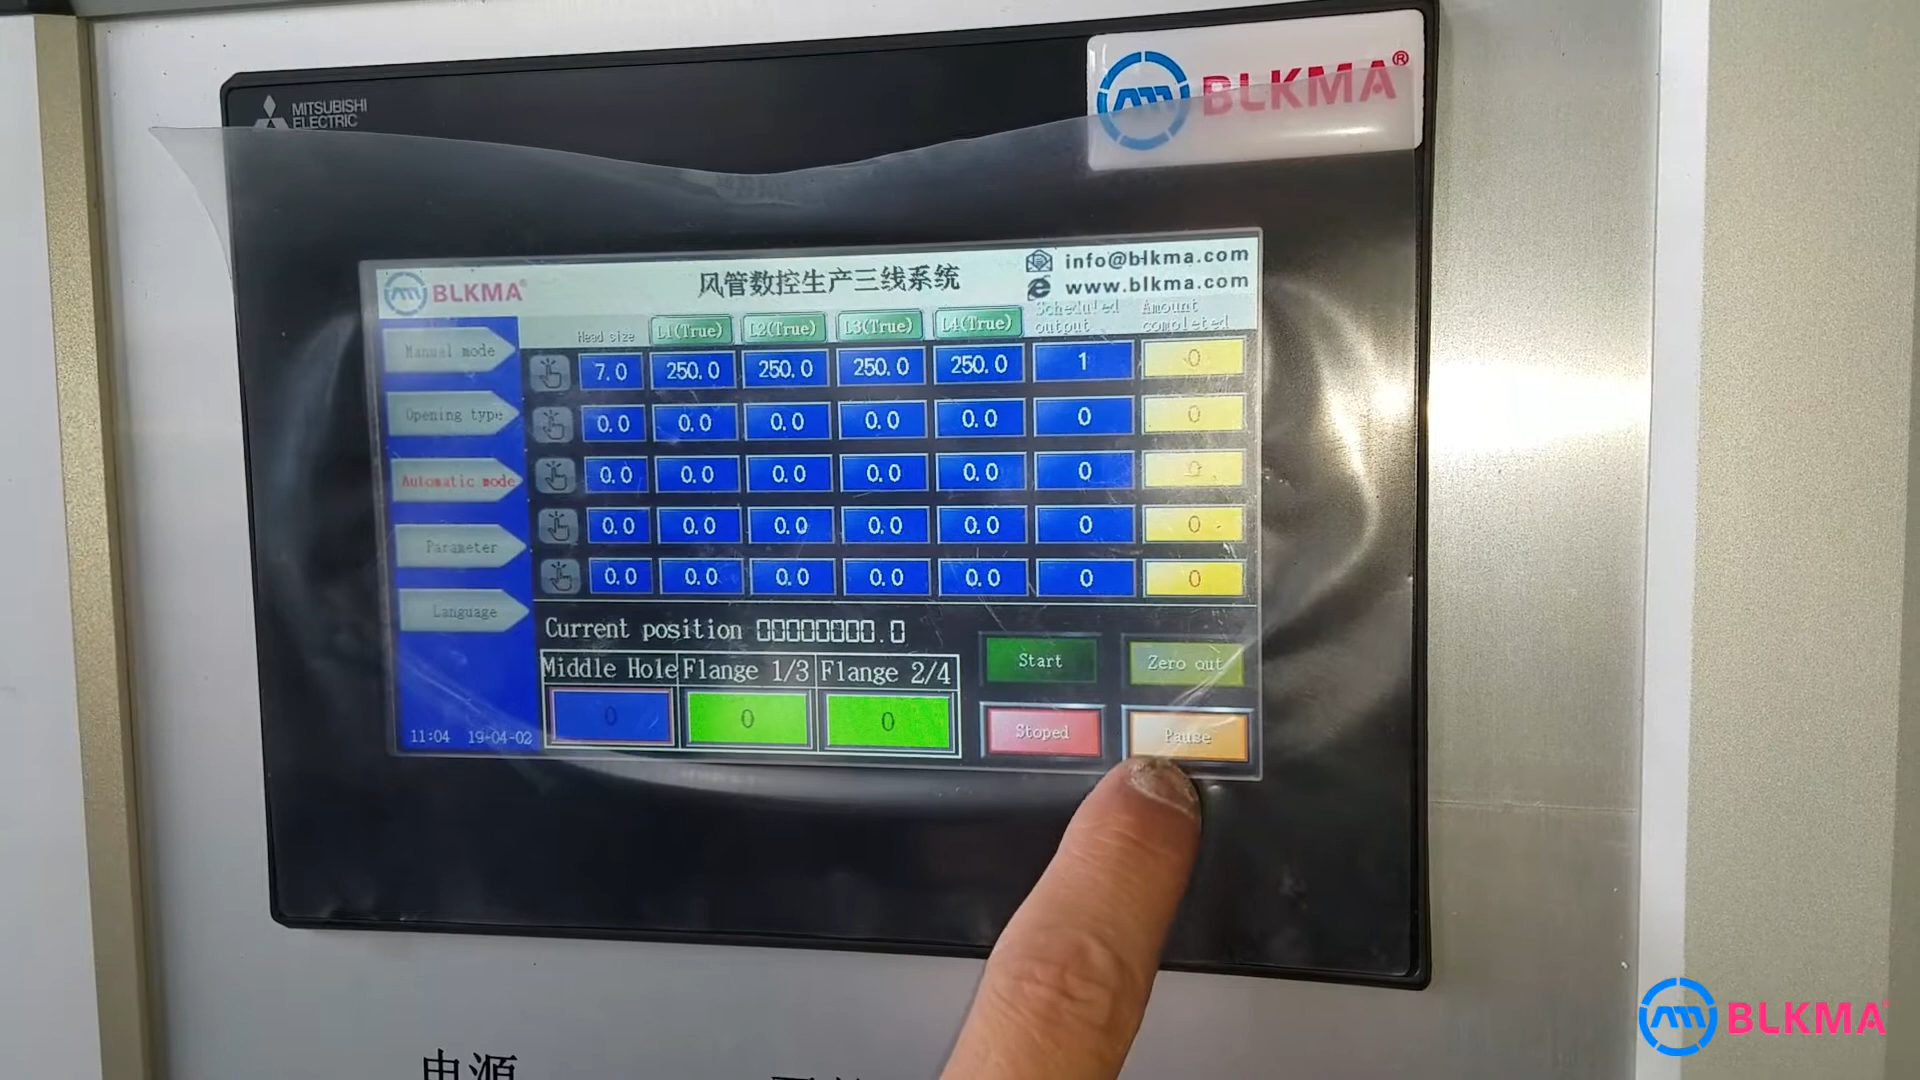 MITSUBISHI
ELECTRIC
BLKMA®
BLKMA®
风管数控生产三线系统
info@blkma.com
www.blkma.com
Head size
L1(True)
L2(True)
L3(True)
L4(True)
Scheduled
output
Amount
completed
Manual mode
Opening type
Automatic mode
Parameter
Language
7.0 250.0 250.0 250.0 250.0 1 0
0.0 0.0 0.0 0.0 0.0 0 0
0.0 0.0 0.0 0.0 0.0 0 0
0.0 0.0 0.0 0.0 0.0 0 0
0.0 0.0 0.0 0.0 0.0 0 0
Current position 00000000.0
Middle Hole Flange 1/3 Flange 2/4
0 0 0
Start
Zero out
Stoped
Pause
11:04 19-04-02
电源
BLKMA